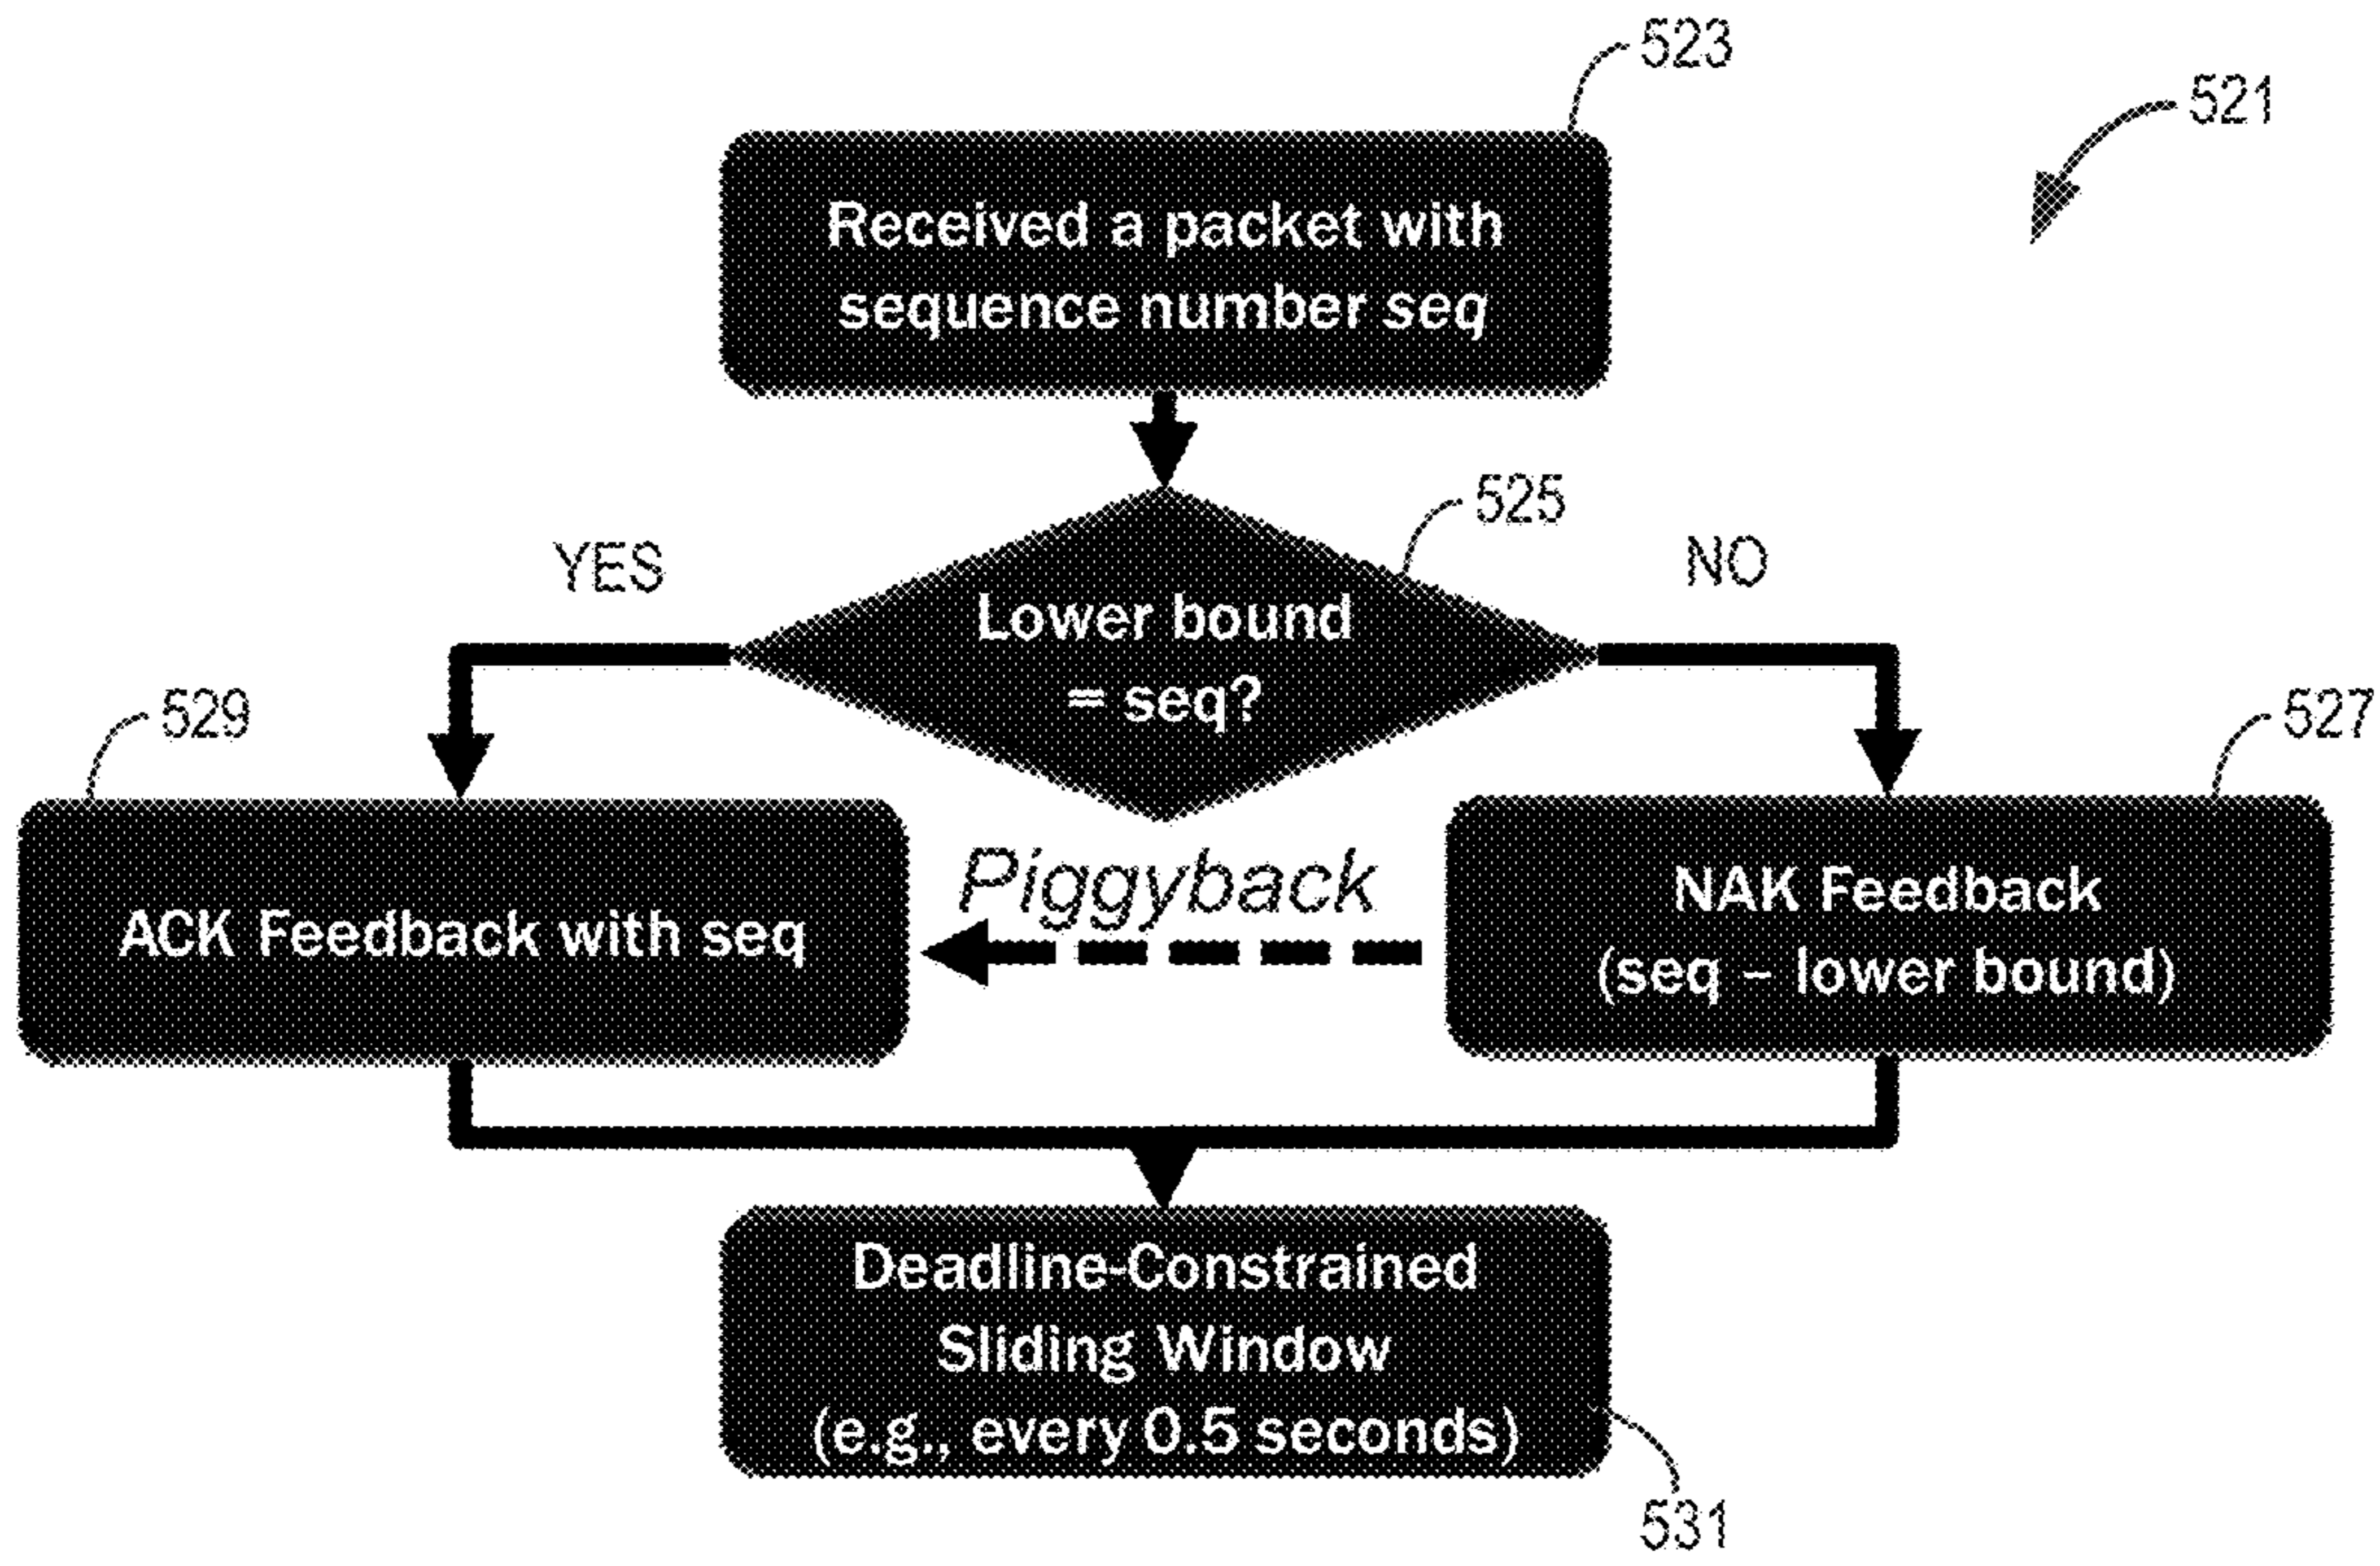 523
521
Received a packet with
sequence number seq
525
YES
NO
Lower bound
= seq?
529
527
ACK Feedback with seq
Piggyback
NAK Feedback
(seq – lower bound)
Deadline-Constrained
Sliding Window
(e.g., every 0.5 seconds)
531